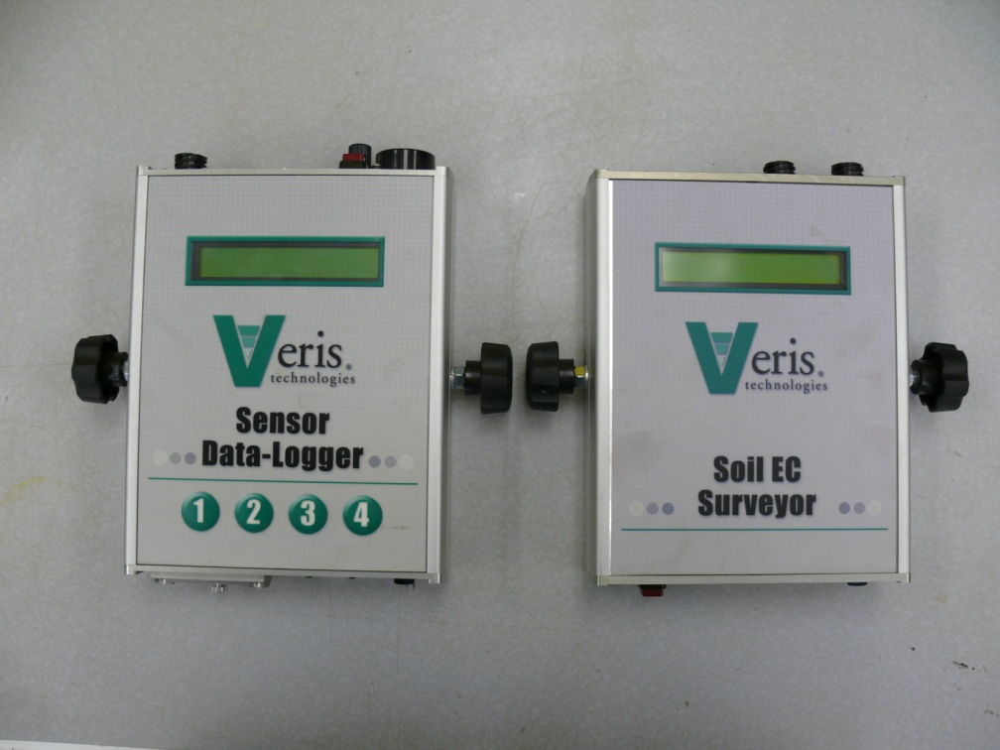 Veris®
technologies
Sensor
Data-Logger
1 2 3 4
Veris®
technologies
Soil EC
Surveyor